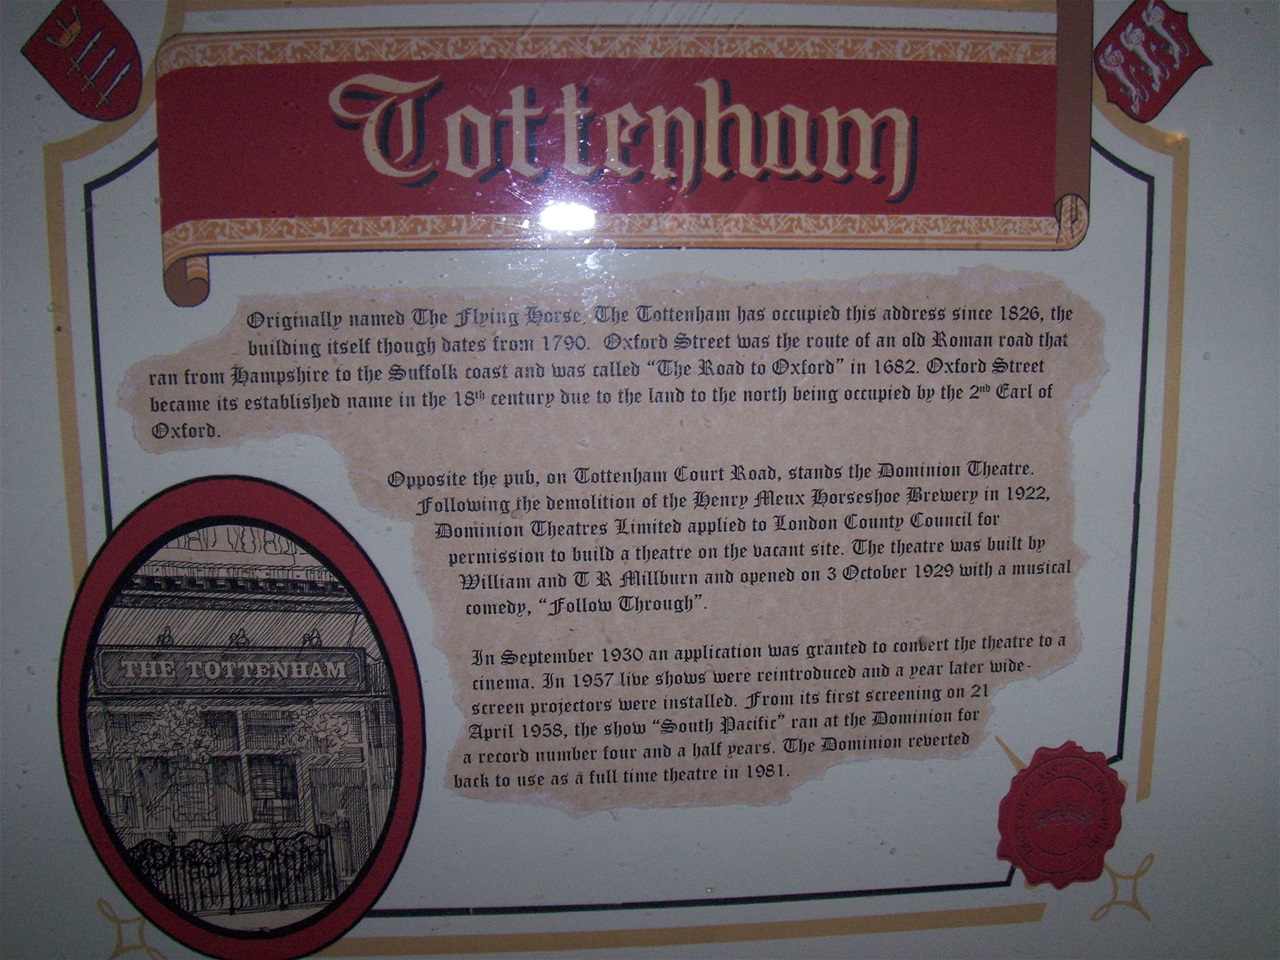 Tottenham
Originally named The Flying Horse, The Tottenham has occupied this address since 1826, the
building itself though dates from 1790. Oxford Street was the route of an old Roman road that
ran from Hampshire to the Suffolk coast and was called "The Road to Oxford" in 1682. Oxford Street
became its established name in the 18th century due to the land to the north being occupied by the 2nd Earl of
Oxford.
Opposite the pub, on Tottenham Court Road, stands the Dominion Theatre.
Following the demolition of the Henry Meux Horseshoe Brewery in 1922,
Dominion Theatres Limited applied to London County Council for
permission to build a theatre on the vacant site. The theatre was built by
William and T R Millburn and opened on 3 October 1929 with a musical
comedy, "Follow Through".
In September 1930 an application was granted to convert the theatre to a
cinema. In 1957 live shows were reintroduced and a year later wide-
screen projectors were installed. From its first screening on 21
April 1958, the show "South Pacific" ran at the Dominion for
a record number four and a half years. The Dominion reverted
back to use as a full time theatre in 1981.
THE TOTTENHAM